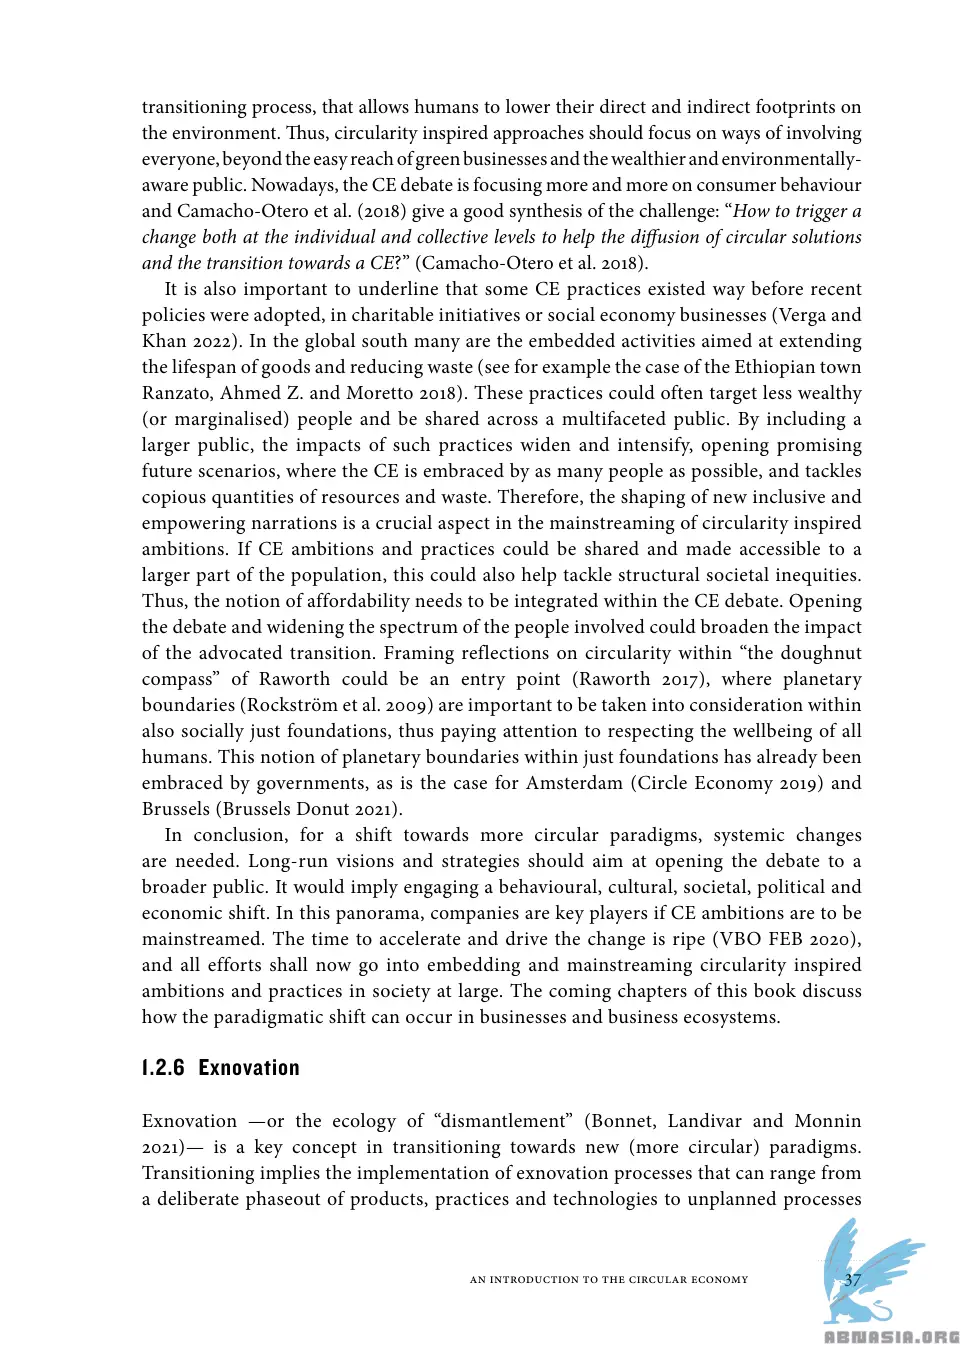 transitioning process, that allows humans to lower their direct and indirect footprints on
the environment. Thus, circularity inspired approaches should focus on ways of involving
everyone, beyond the easy reach of green businesses and the wealthier and environmentally-
aware public. Nowadays, the CE debate is focusing more and more on consumer behaviour
and Camacho-Otero et al. (2018) give a good synthesis of the challenge: “How to trigger a
change both at the individual and collective levels to help the diffusion of circular solutions
and the transition towards a CE?” (Camacho-Otero et al. 2018).
It is also important to underline that some CE practices existed way before recent
policies were adopted, in charitable initiatives or social economy businesses (Verga and
Khan 2022). In the global south many are the embedded activities aimed at extending
the lifespan of goods and reducing waste (see for example the case of the Ethiopian town
Ranzato, Ahmed Z. and Moretto 2018). These practices could often target less wealthy
(or marginalised) people and be shared across a multifaceted public. By including a
larger public, the impacts of such practices widen and intensify, opening promising
future scenarios, where the CE is embraced by as many people as possible, and tackles
copious quantities of resources and waste. Therefore, the shaping of new inclusive and
empowering narrations is a crucial aspect in the mainstreaming of circularity inspired
ambitions. If CE ambitions and practices could be shared and made accessible to a
larger part of the population, this could also help tackle structural societal inequities.
Thus, the notion of affordability needs to be integrated within the CE debate. Opening
the debate and widening the spectrum of the people involved could broaden the impact
of the advocated transition. Framing reflections on circularity within “the doughnut
compass” of Raworth could be an entry point (Raworth 2017), where planetary
boundaries (Rockström et al. 2009) are important to be taken into consideration within
also socially just foundations, thus paying attention to respecting the wellbeing of all
humans. This notion of planetary boundaries within just foundations has already been
embraced by governments, as is the case for Amsterdam (Circle Economy 2019) and
Brussels (Brussels Donut 2021).
In conclusion, for a shift towards more circular paradigms, systemic changes
are needed. Long-run visions and strategies should aim at opening the debate to a
broader public. It would imply engaging a behavioural, cultural, societal, political and
economic shift. In this panorama, companies are key players if CE ambitions are to be
mainstreamed. The time to accelerate and drive the change is ripe (VBO FEB 2020),
and all efforts shall now go into embedding and mainstreaming circularity inspired
ambitions and practices in society at large. The coming chapters of this book discuss
how the paradigmatic shift can occur in businesses and business ecosystems.
1.2.6 Exnovation
Exnovation —or the ecology of “dismantlement” (Bonnet, Landivar and Monnin
2021)— is a key concept in transitioning towards new (more circular) paradigms.
Transitioning implies the implementation of exnovation processes that can range from
a deliberate phaseout of products, practices and technologies to unplanned processes
AN INTRODUCTION TO THE CIRCULAR ECONOMY
37
ABNASIA.ORG